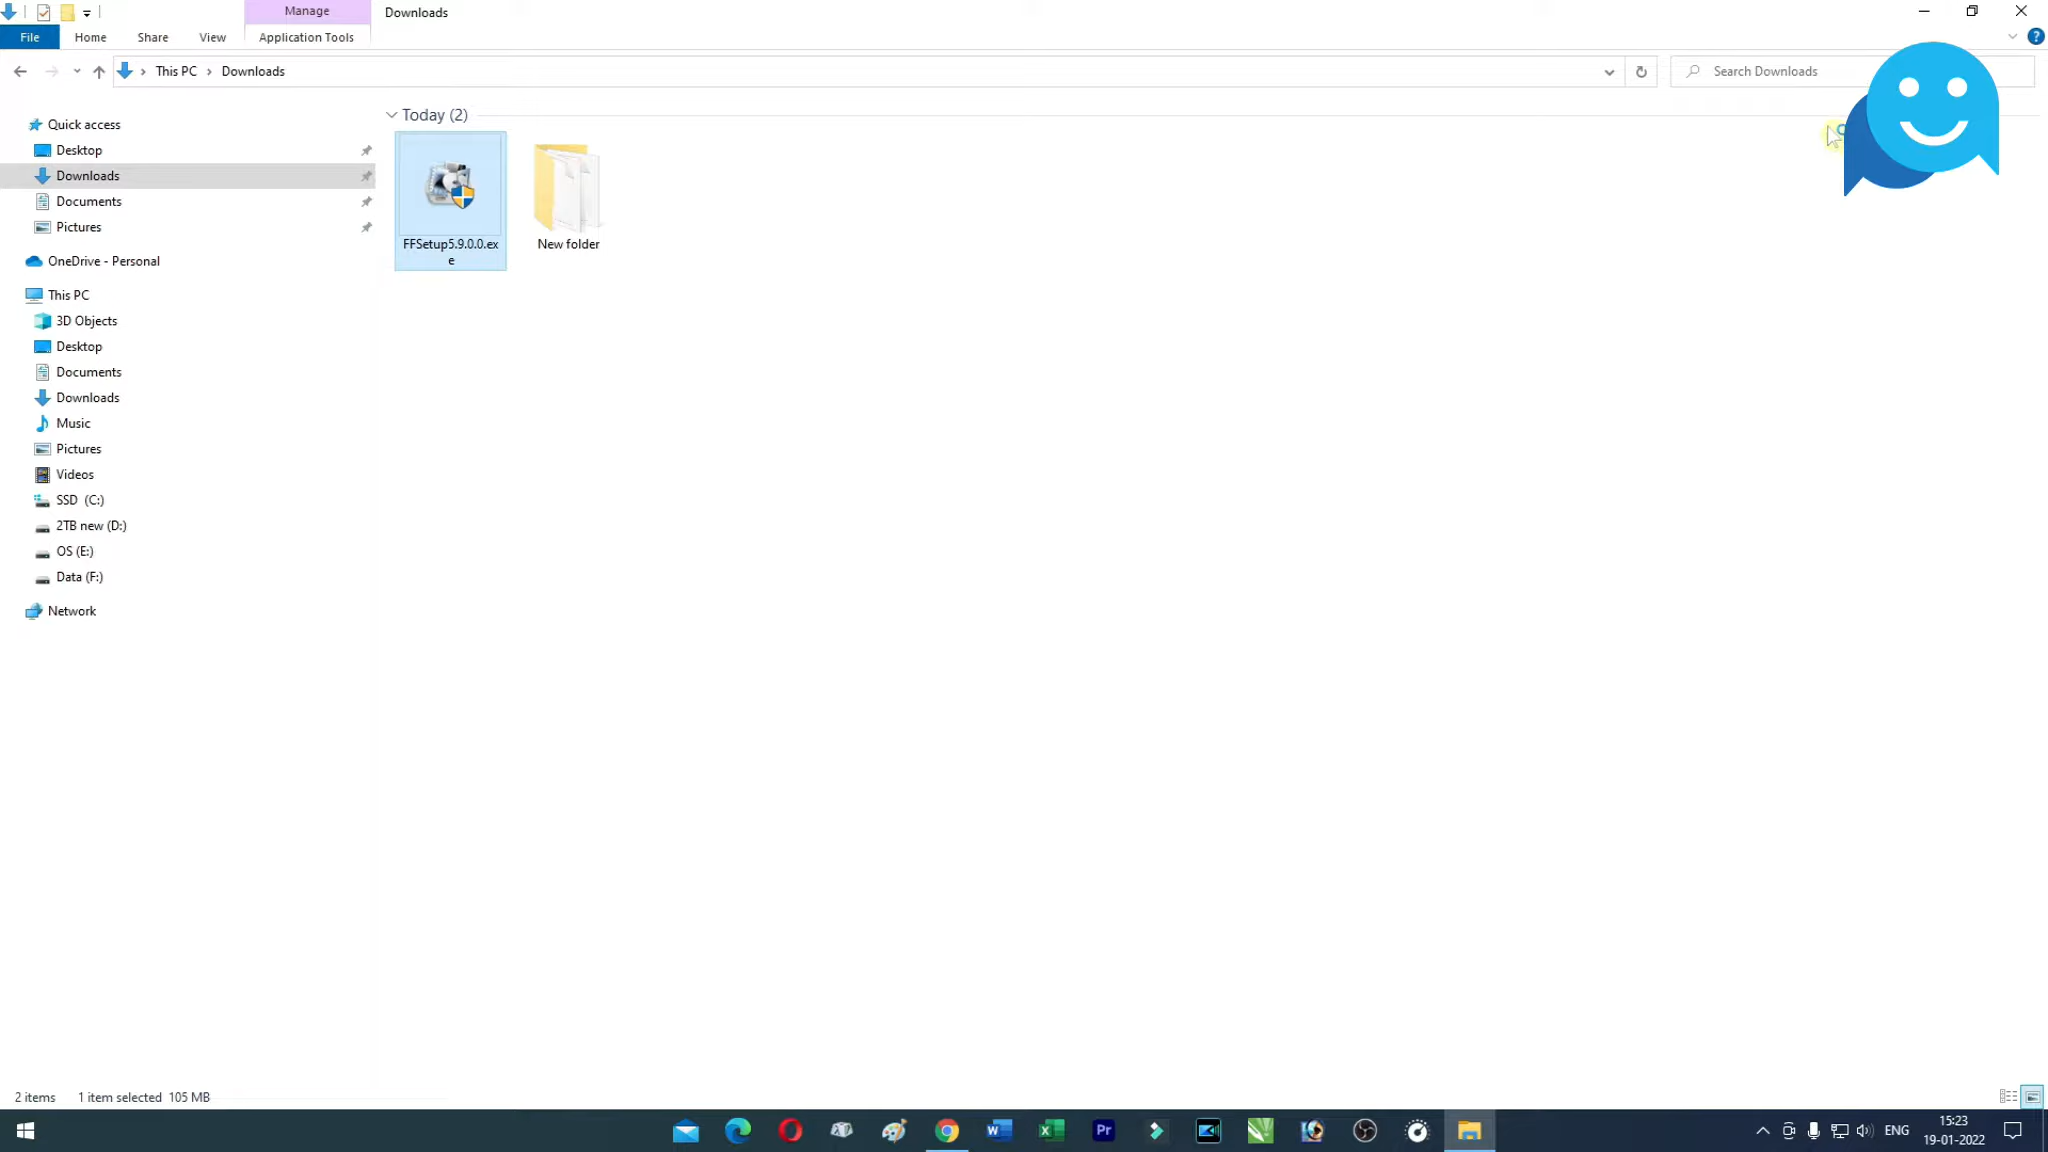 Manage
Downloads
File
Home
Share
View
Application Tools
This PC
Downloads
Search Downloads
Quick access
Desktop
Downloads
Documents
Pictures
OneDrive - Personal
This PC
3D Objects
Desktop
Documents
Downloads
Music
Pictures
Videos
SSD (C:)
2TB new (D:)
OS (E:)
Data (F:)
Network
Today (2)
FFSetup5.9.0.0.ex
e
New folder
2 items
1 item selected 105 MB
ENG
15:23
19-01-2022